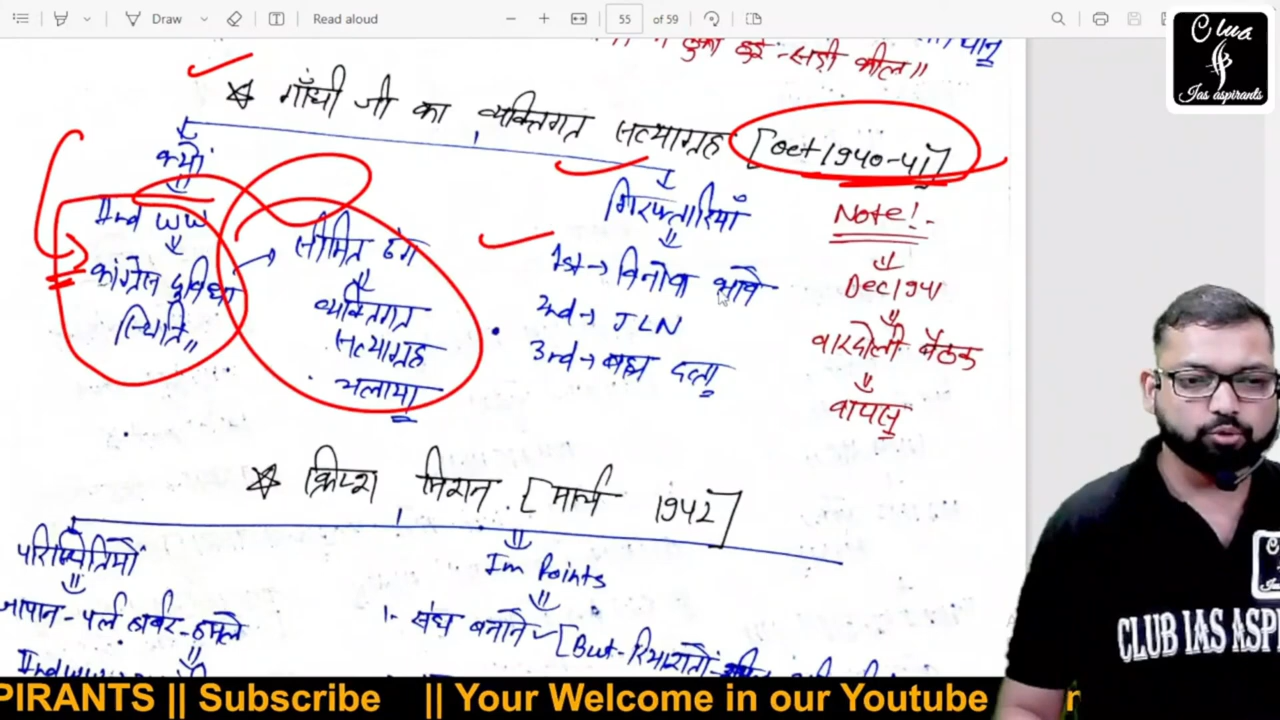 Draw
Read aloud
55 of 59
Clua
Ias aspirants
हुआ हुई - सड़ी कील॥
☆ गाँधी जी का व्यक्तिगत सत्याग्रह [Oct 1940-41]
क्यों
IInd WW
कांग्रेस दुविधा
स्थिति॥
सीमित ढंग
व्यक्तिगत
सत्याग्रह
चलाया
गिरफ्तारियाँ
1st → विनोवा भावे
2nd → JLN
3rd → ब्रह्म दत्त
Note!-
Dec 1941
वारदोली बैठक
वापस
☆ क्रिप्श मिशन. [मार्च 1942]
परिस्थितियाँ
जापान - पर्ल हार्बर - हमले
IInd
Im Points
1. संघ बनाने [But - रियासतों
CLUB IAS ASPI
PIRANTS || Subscribe || Your Welcome in our Youtube